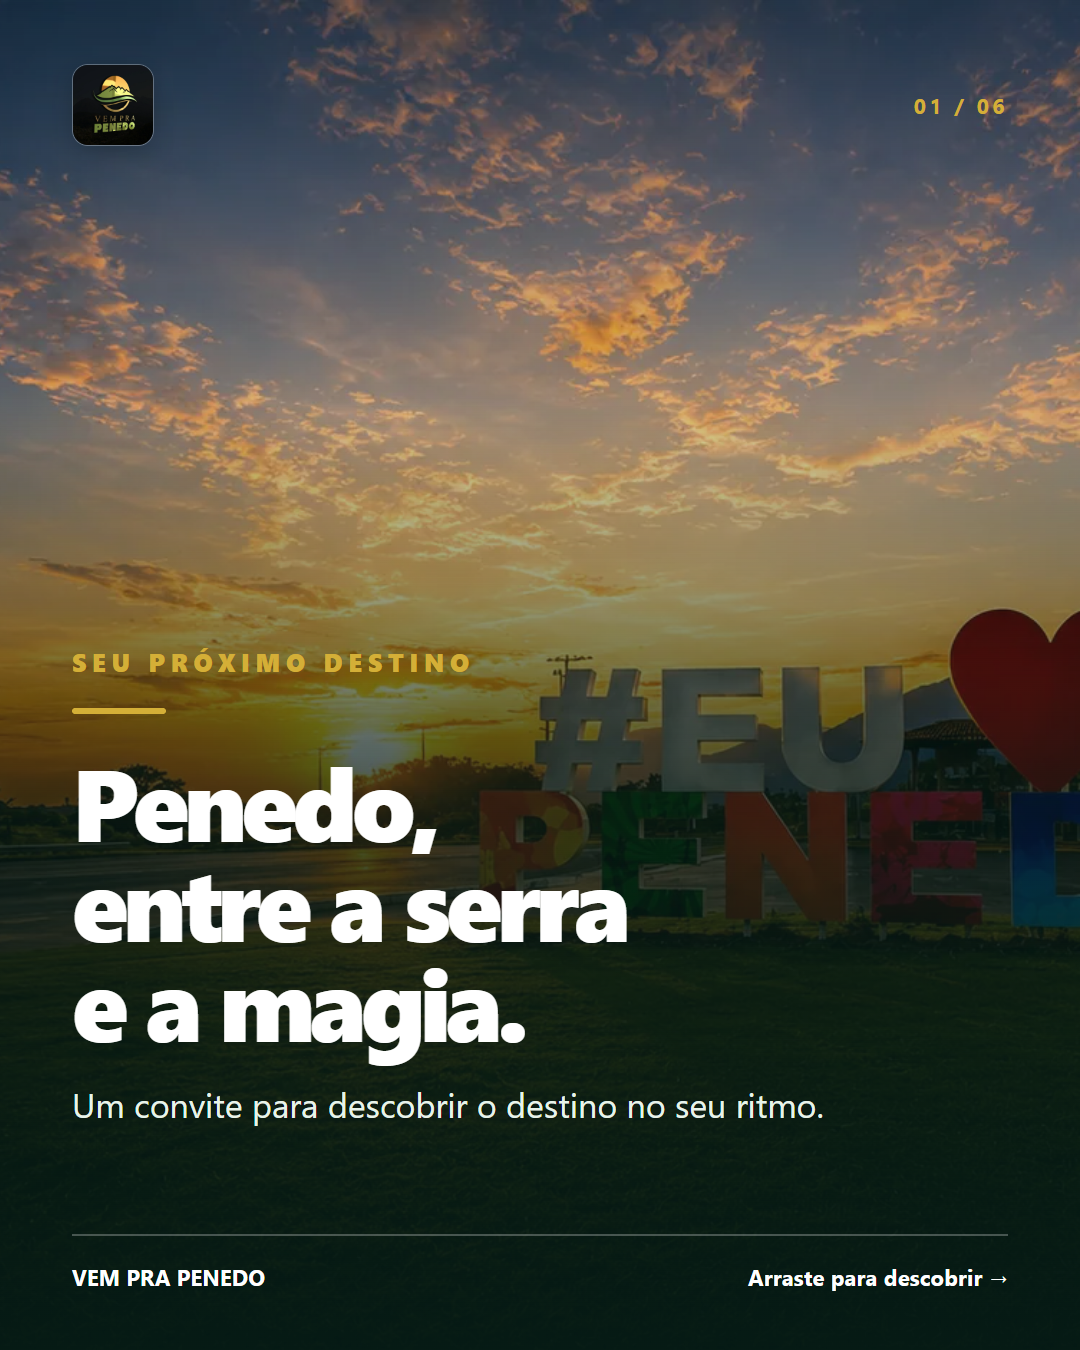 VEM PRA
PENEDO
01 / 06
SEU PRÓXIMO DESTINO
#EU
PENED
Penedo,
entre a serra
e a magia.
Um convite para descobrir o destino no seu ritmo.
VEM PRA PENEDO
Arraste para descobrir →